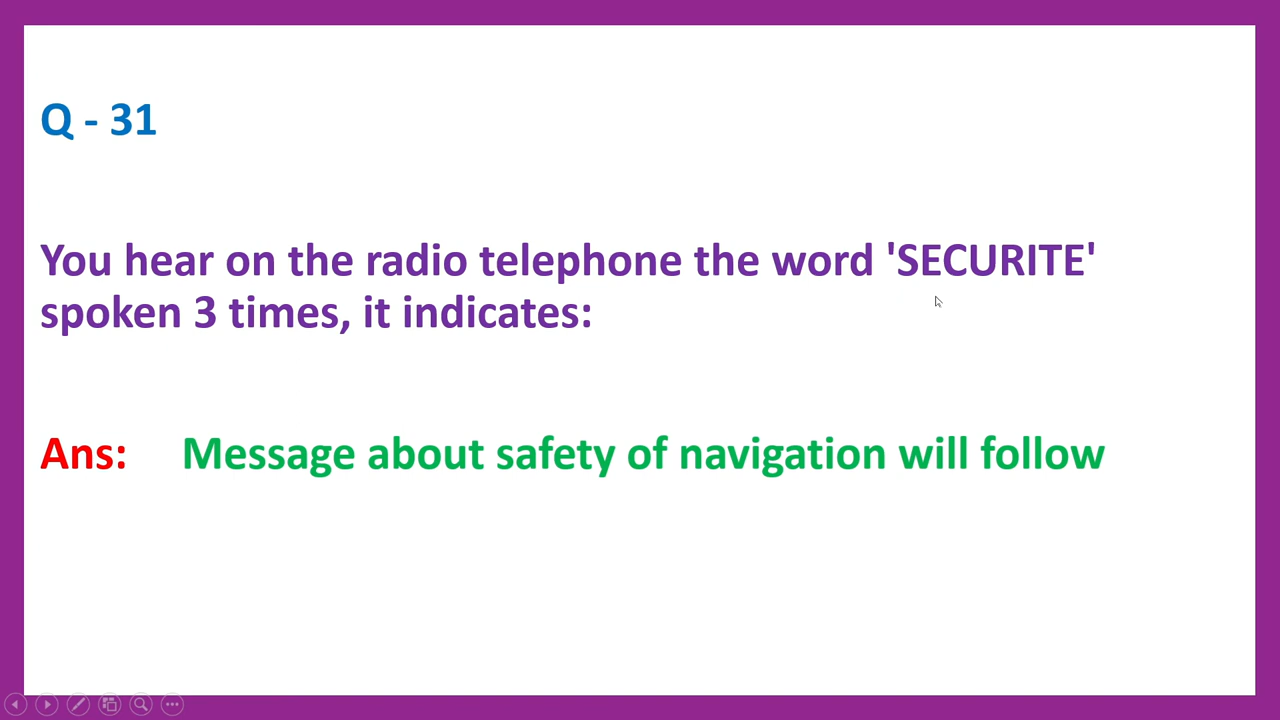 Q - 31
You hear on the radio telephone the word 'SECURITE'
spoken 3 times, it indicates:
Ans: Message about safety of navigation will follow